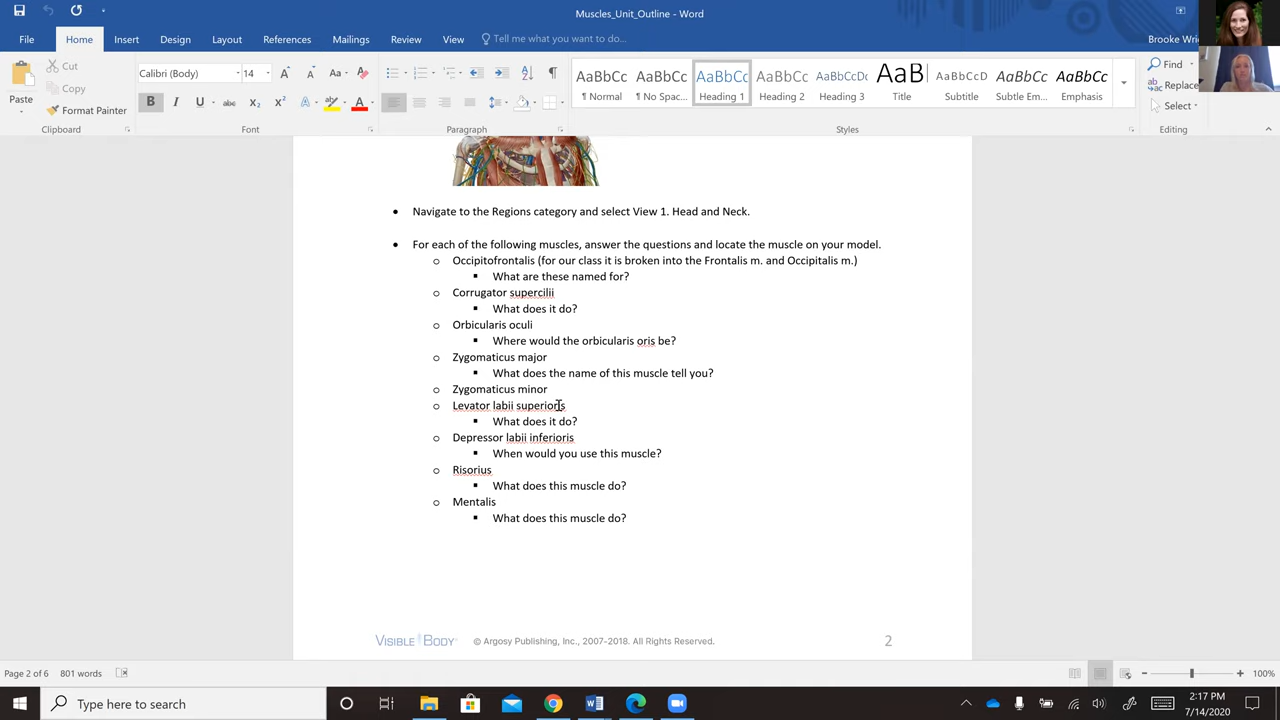 Muscles_Unit_Outline - Word
File Home Insert Design Layout References Mailings Review View Tell me what you want to do...
Brooke
Cut
Copy
Paste
Format Painter
Clipboard
Calibri (Body) 14
Font
Paragraph
AaBbCc AaBbCc AaBbCc AaBbCc AaBbCcDc AaB AaBbCcD AaBbCc AaBbCc
¶ Normal ¶ No Spac... Heading 1 Heading 2 Heading 3 Title Subtitle Subtle Em... Emphasis
Styles
Find
Replace
Select
Editing
• Navigate to the Regions category and select View 1. Head and Neck.
• For each of the following muscles, answer the questions and locate the muscle on your model.
o Occipitofrontalis (for our class it is broken into the Frontalis m. and Occipitalis m.)
▪ What are these named for?
o Corrugator supercilii
▪ What does it do?
o Orbicularis oculi
▪ Where would the orbicularis oris be?
o Zygomaticus major
▪ What does the name of this muscle tell you?
o Zygomaticus minor
o Levator labii superioris
▪ What does it do?
o Depressor labii inferioris
▪ When would you use this muscle?
o Risorius
▪ What does this muscle do?
o Mentalis
▪ What does this muscle do?
VISIBLE BODY © Argosy Publishing, Inc., 2007-2018. All Rights Reserved. 2
Page 2 of 6 801 words 100%
Type here to search
2:17 PM
7/14/2020